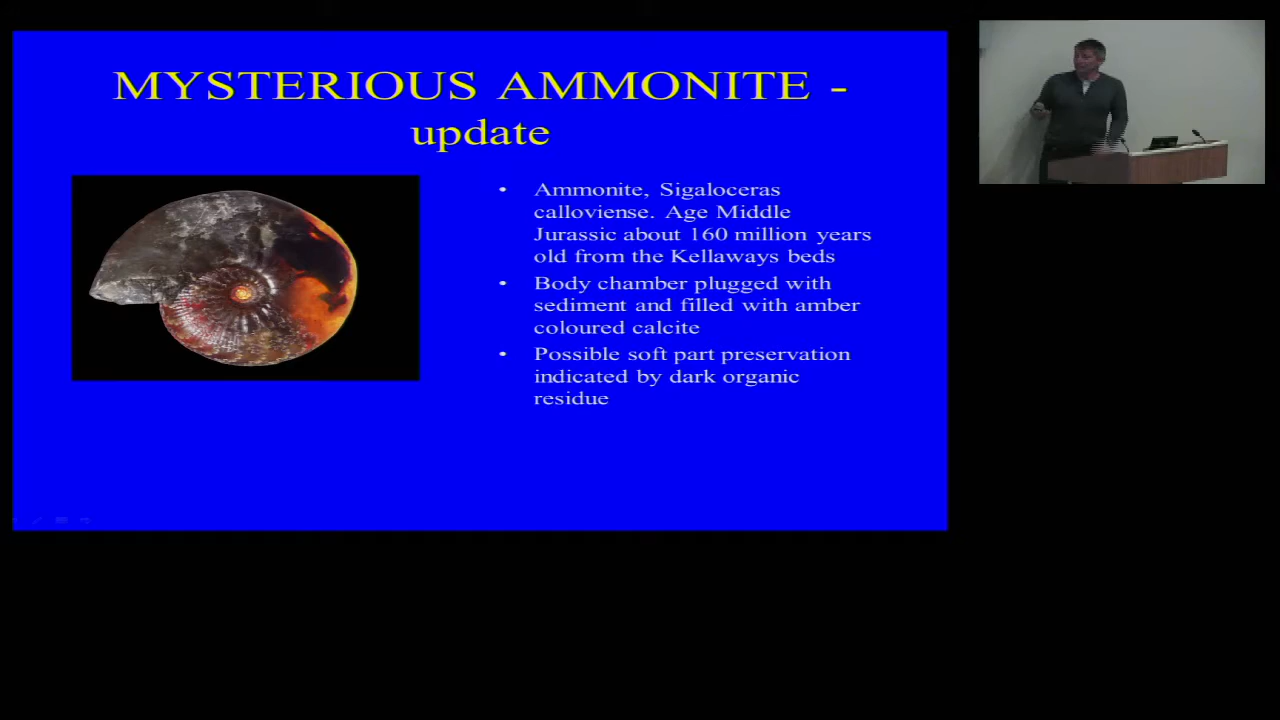 MYSTERIOUS AMMONITE -
update
• Ammonite, Sigaloceras
calloviense. Age Middle
Jurassic about 160 million years
old from the Kellaways beds
• Body chamber plugged with
sediment and filled with amber
coloured calcite
• Possible soft part preservation
indicated by dark organic
residue